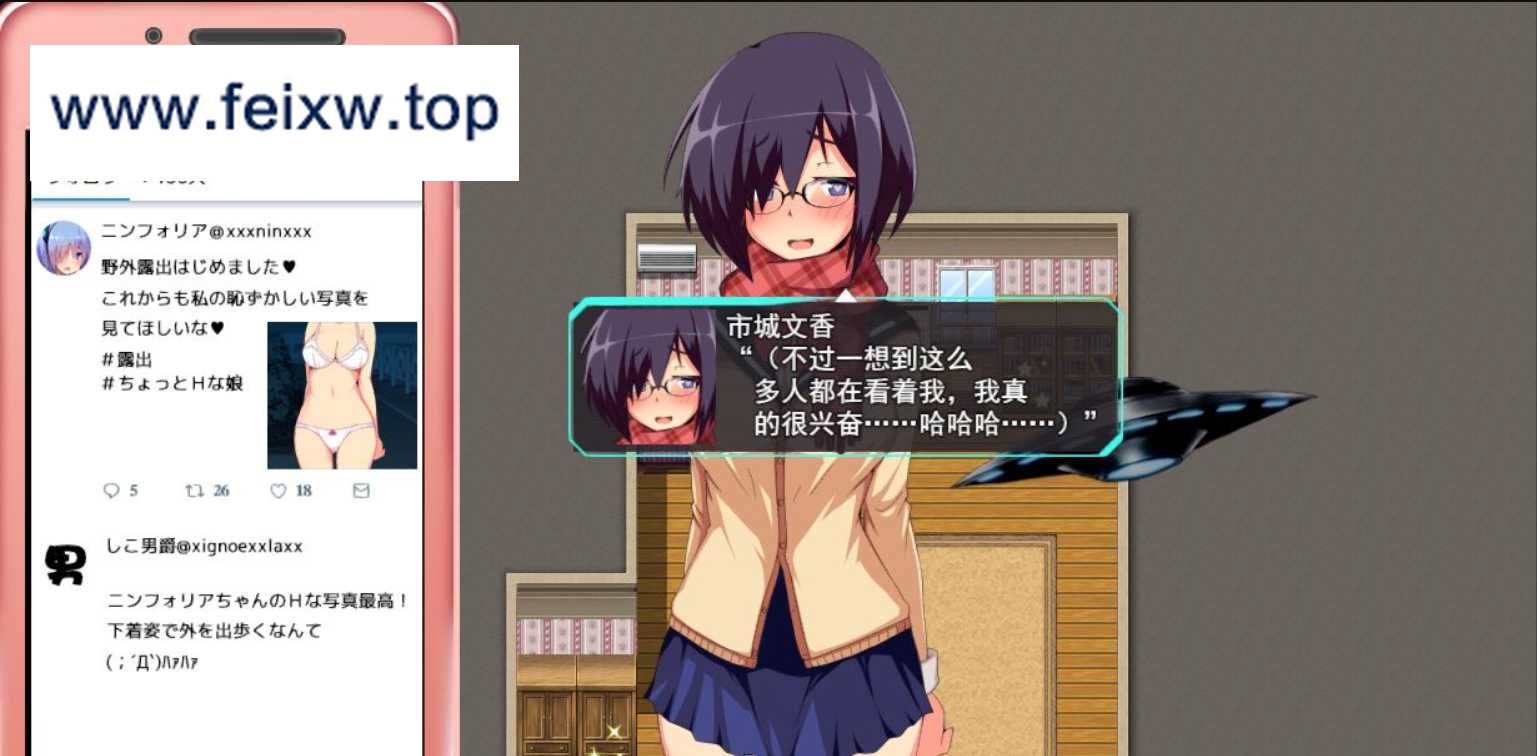 www.feixw.top
ニンフォリア@xxxninxxx
野外露出はじめました♥
これからも私の恥ずかしい写真を
見てほしいな♥
#露出
#ちょっとHな娘
5 26 18
しこ男爵@xignoexxlaxx
ニンフォリアちゃんのHな写真最高！
下着姿で外を出歩くなんて
(；´Д`)ﾊｧﾊｧ
市城文香
“（不过一想到这么
多人都在看着我，我真
的很兴奋……哈哈哈……）”